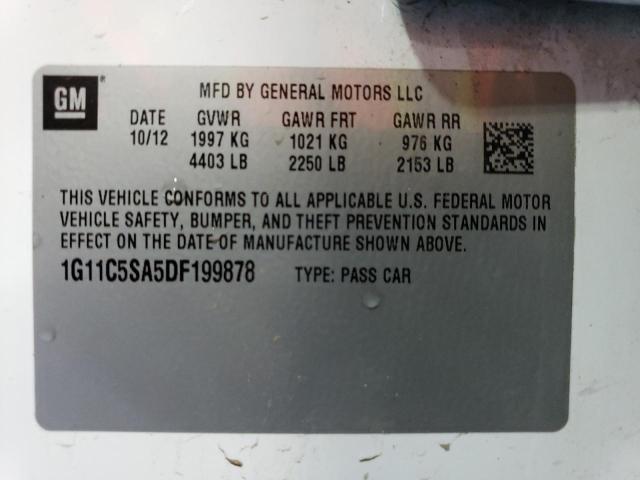 GM
MFD BY GENERAL MOTORS LLC
DATE GVWR GAWR FRT GAWR RR
10/12 1997 KG 1021 KG 976 KG
4403 LB 2250 LB 2153 LB
THIS VEHICLE CONFORMS TO ALL APPLICABLE U.S. FEDERAL MOTOR
VEHICLE SAFETY, BUMPER, AND THEFT PREVENTION STANDARDS IN
EFFECT ON THE DATE OF MANUFACTURE SHOWN ABOVE.
1G11C5SA5DF199878 TYPE: PASS CAR